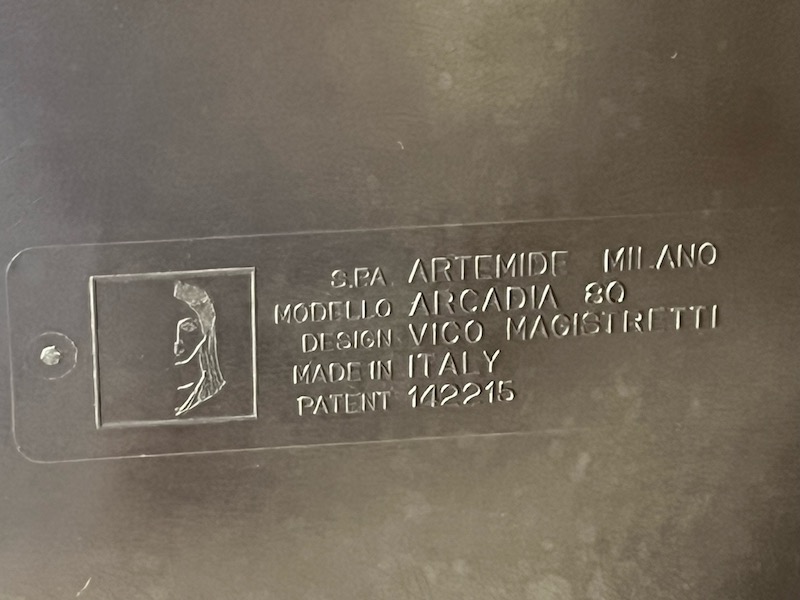 S.P.A. ARTEMIDE MILANO
MODELLO ARCADIA 80
DESIGN VICO MAGISTRETTI
MADE IN ITALY
PATENT 142215